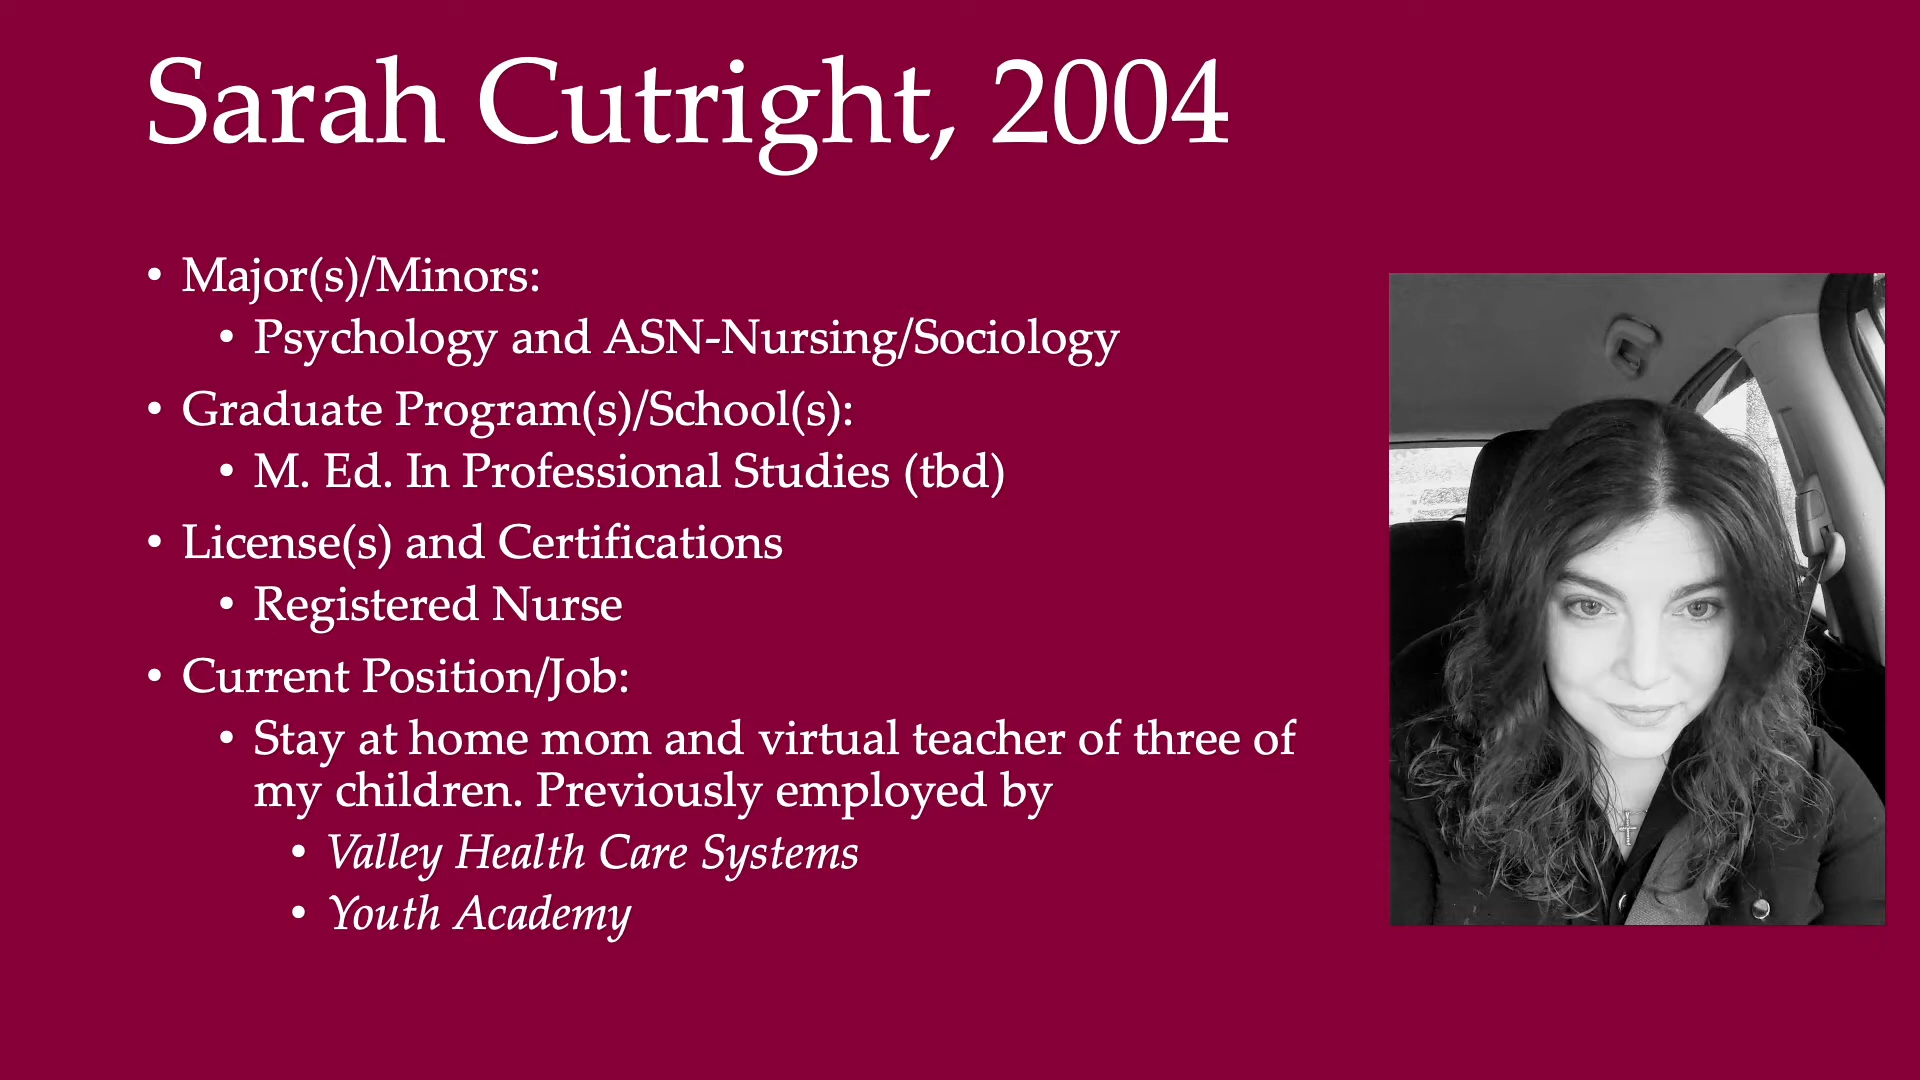 Sarah Cutright, 2004
• Major(s)/Minors:
• Psychology and ASN-Nursing/Sociology
• Graduate Program(s)/School(s):
• M. Ed. In Professional Studies (tbd)
• License(s) and Certifications
• Registered Nurse
• Current Position/Job:
• Stay at home mom and virtual teacher of three of
my children. Previously employed by
• Valley Health Care Systems
• Youth Academy